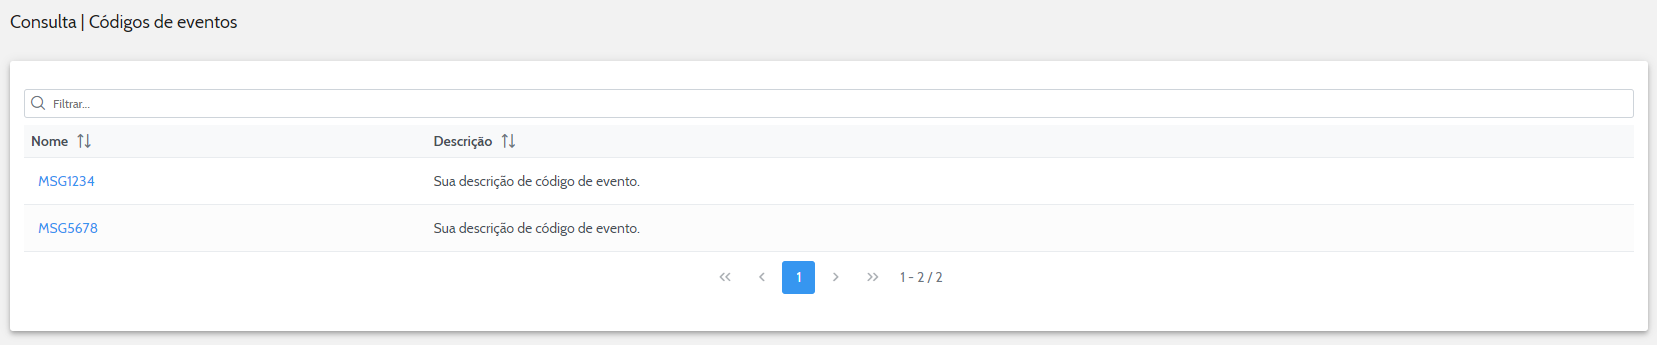 Consulta | Códigos de eventos
Filtrar...
Nome Descrição
MSG1234 Sua descrição de código de evento.
MSG5678 Sua descrição de código de evento.
<< < 1 > >> 1 - 2 / 2